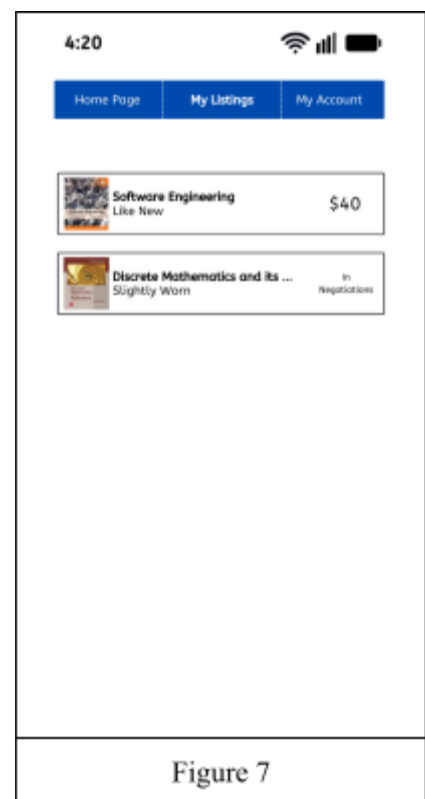 4:20
Home Page My Listings My Account
Software Engineering
Like New
$40
Discrete Mathematics and its ...
Slightly Worn
In
Negotiations
Figure 7